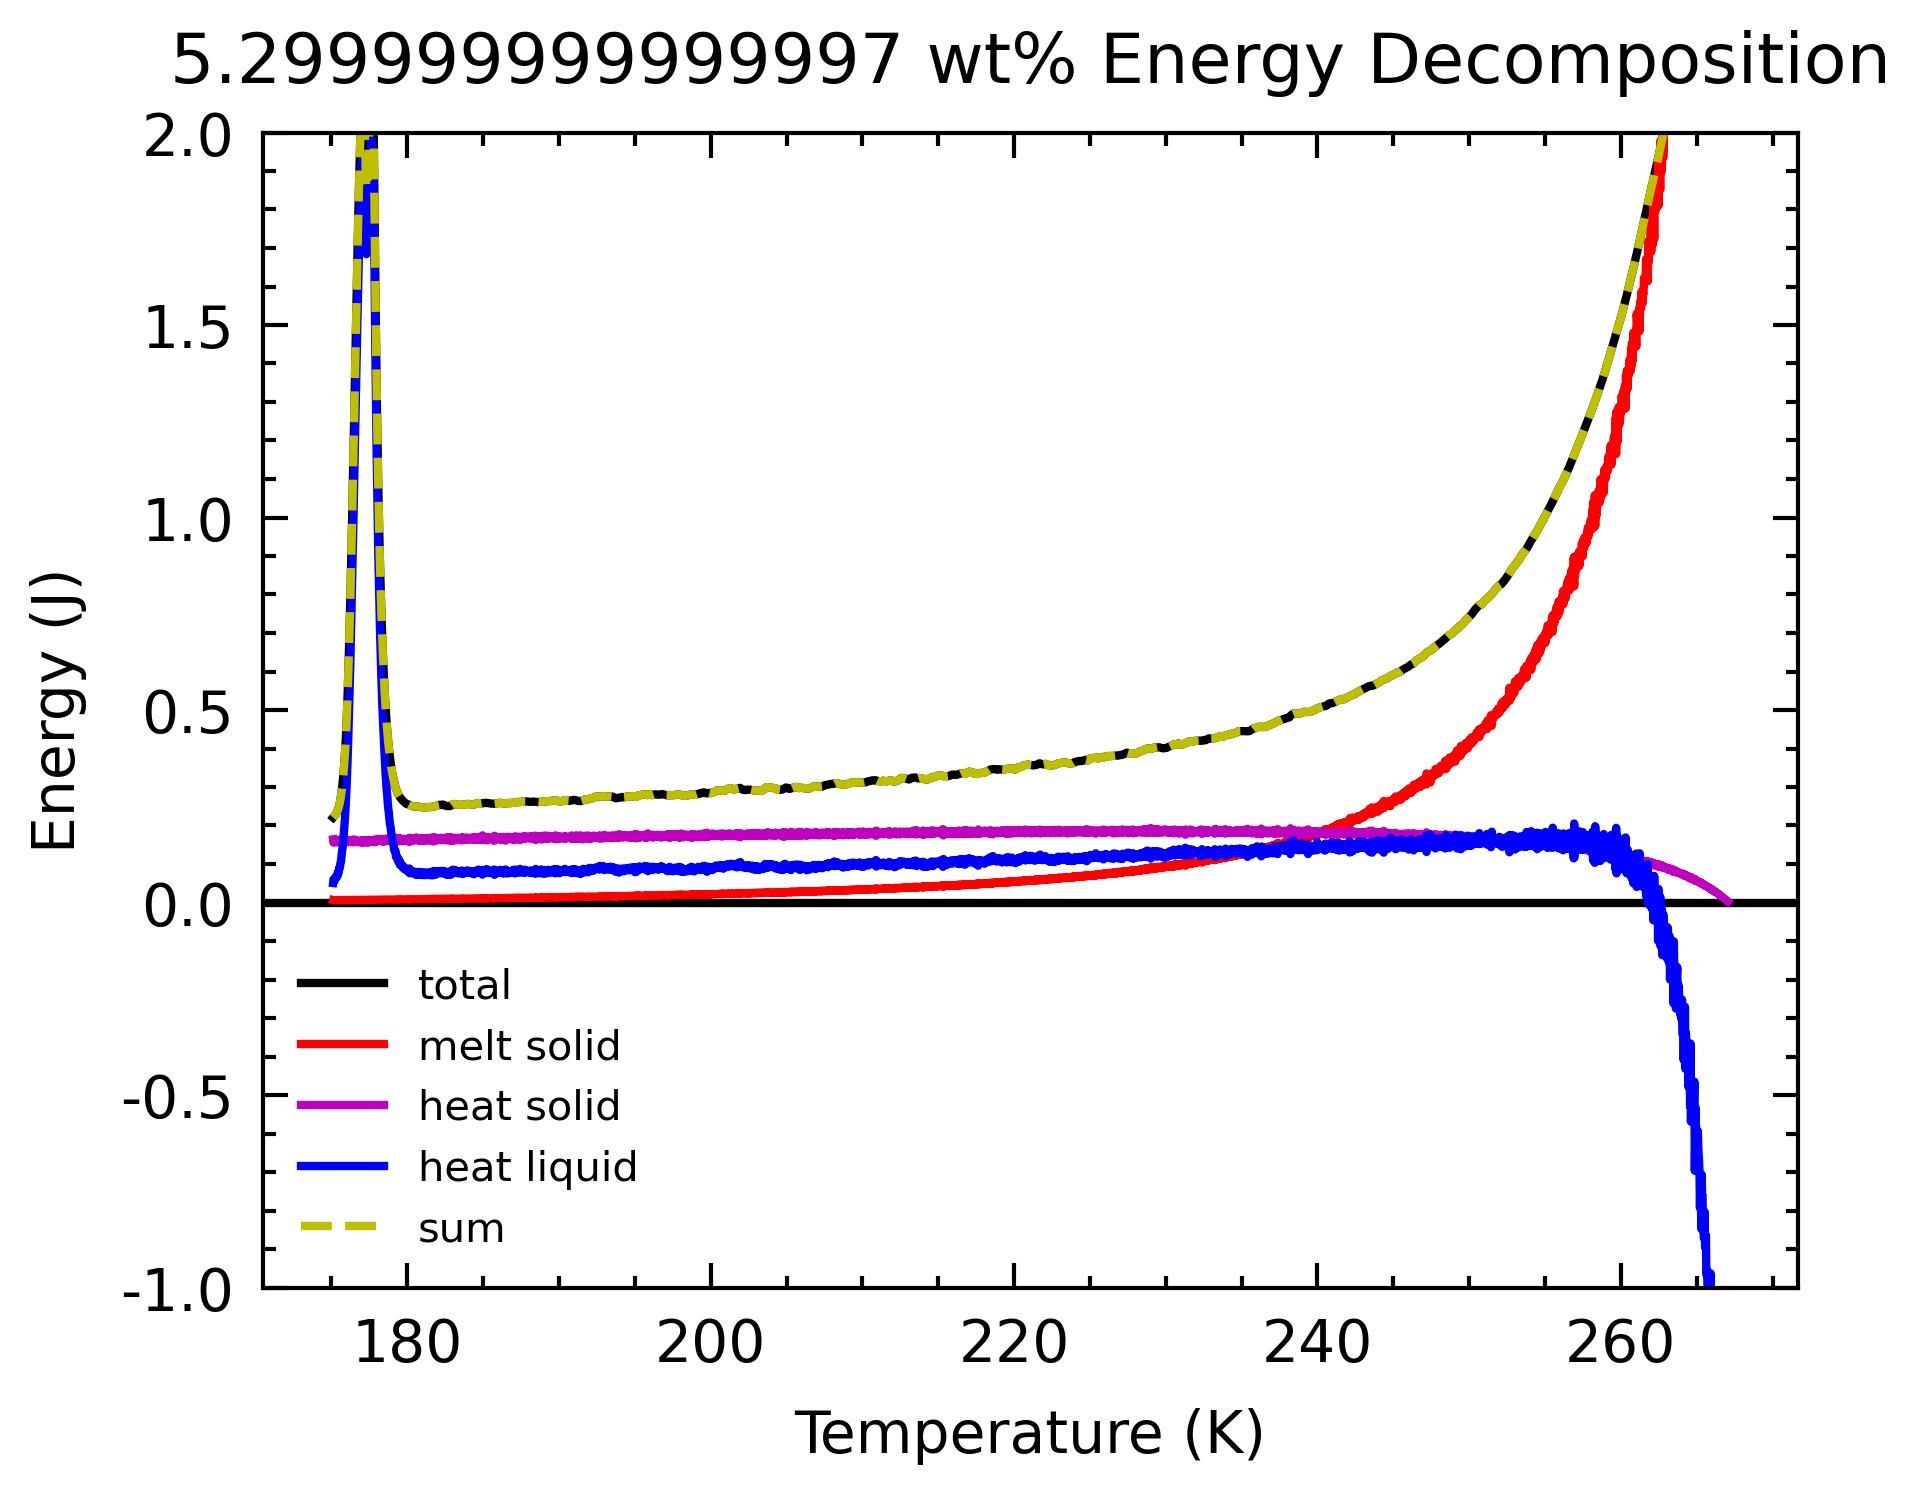 5.299999999999997 wt% Energy Decomposition
2.0
1.5
1.0
0.5
0.0
-0.5
-1.0
Energy (J)
total
melt solid
heat solid
heat liquid
sum
180
200
220
240
260
Temperature (K)